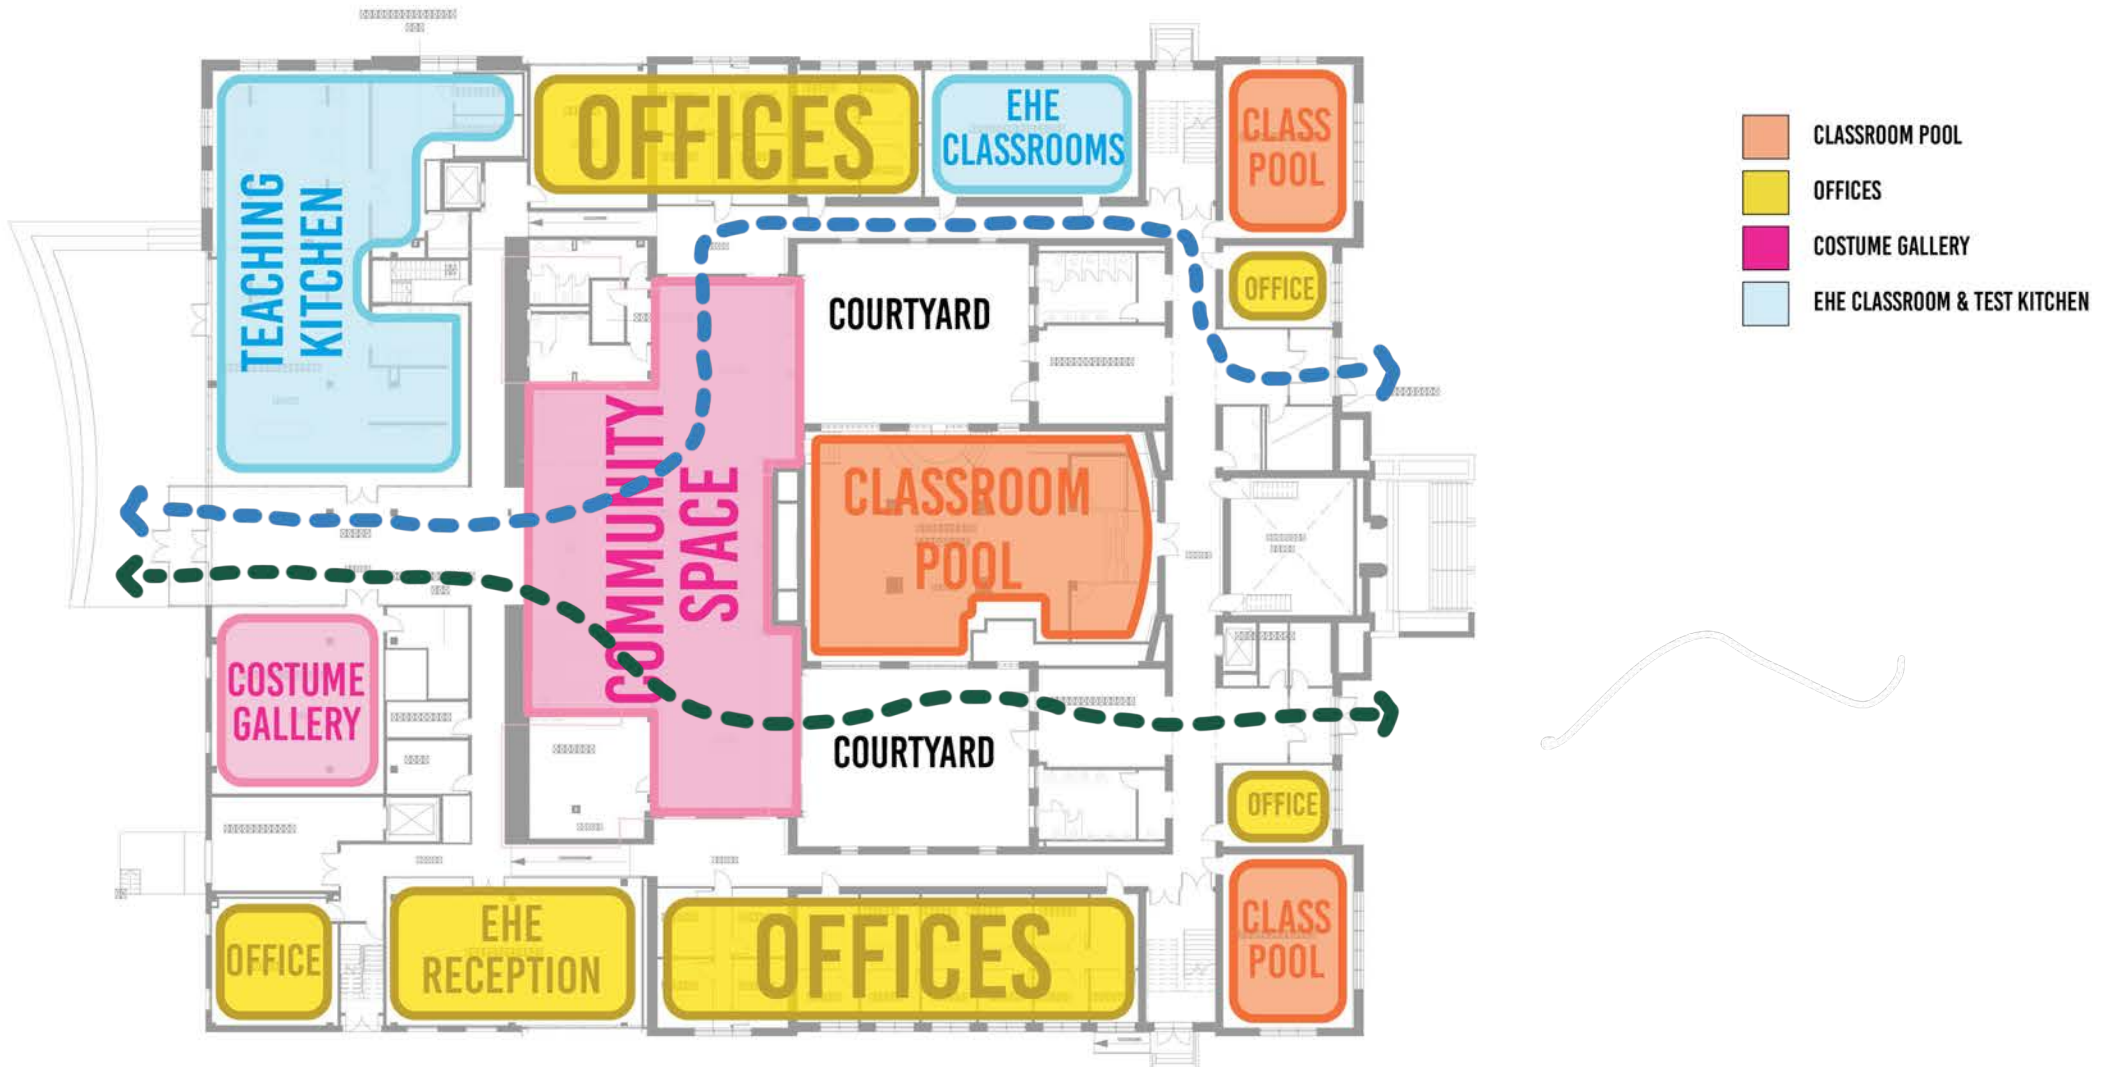 OFFICES
EHE
CLASSROOMS
CLASS
POOL
TEACHING
KITCHEN
OFFICE
COURTYARD
COMMUNITY
SPACE
CLASSROOM
POOL
COSTUME
GALLERY
COURTYARD
OFFICE
OFFICE
EHE
RECEPTION
OFFICES
CLASS
POOL
CLASSROOM POOL
OFFICES
COSTUME GALLERY
EHE CLASSROOM & TEST KITCHEN